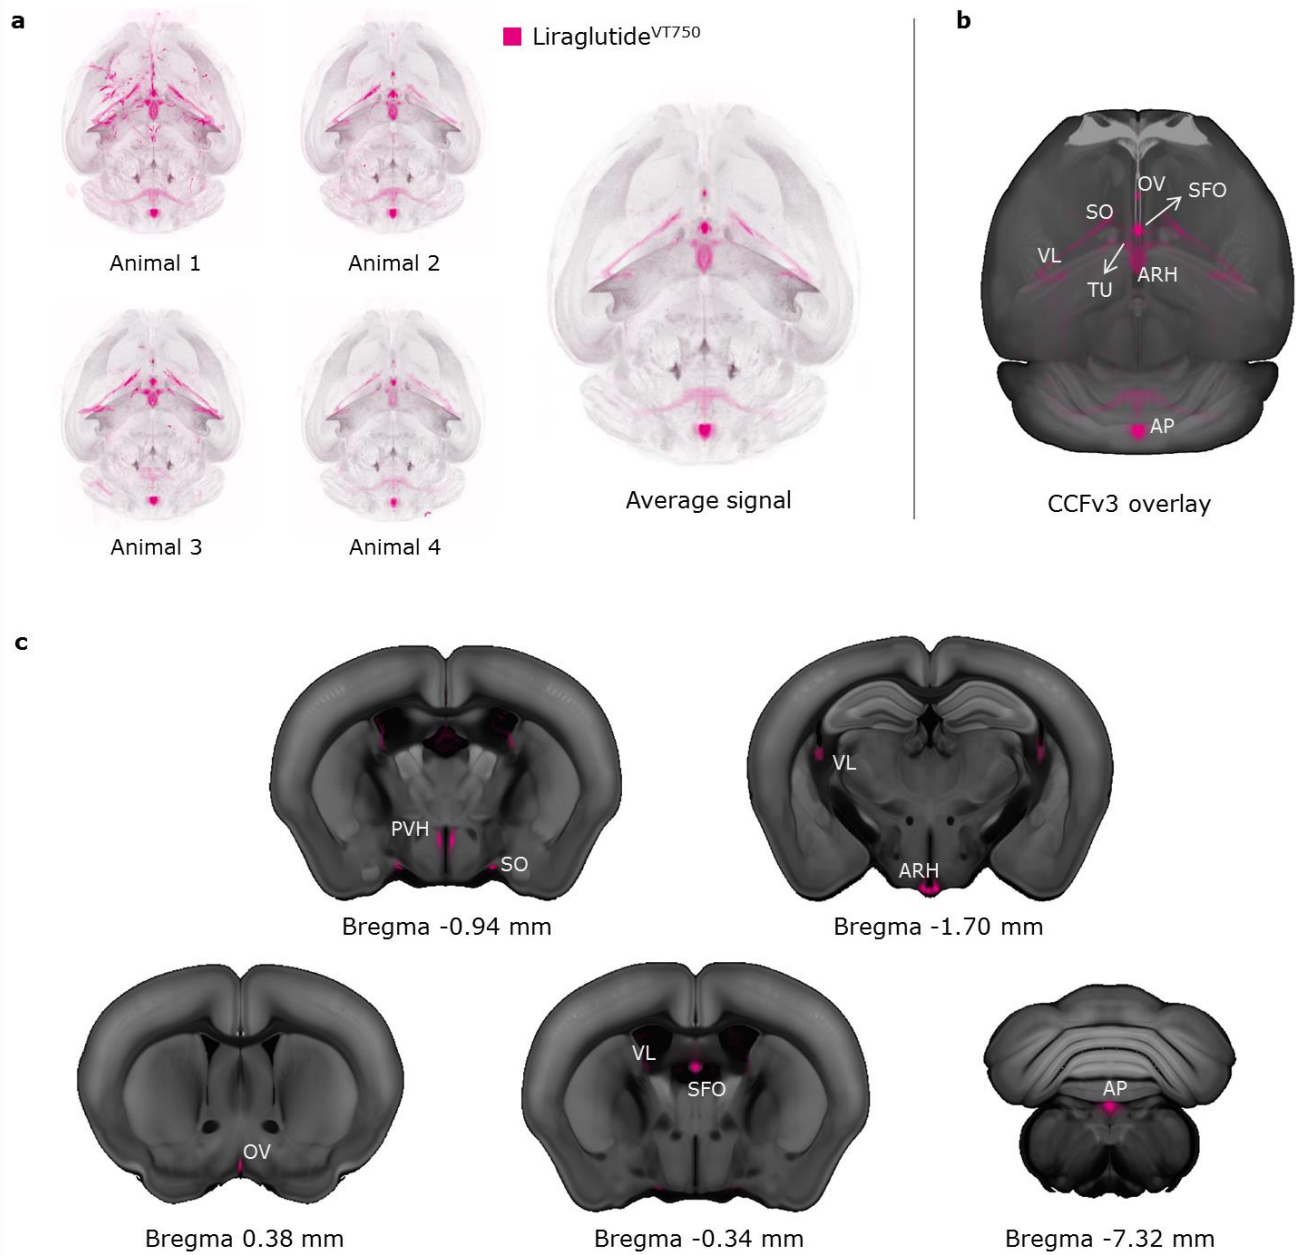 a
Liraglutide^VT750
b
Animal 1
Animal 2
Animal 3
Animal 4
Average signal
OV
SFO
SO
VL
ARH
TU
AP
CCFv3 overlay
c
PVH
SO
Bregma -0.94 mm
VL
ARH
Bregma -1.70 mm
OV
Bregma 0.38 mm
VL
SFO
Bregma -0.34 mm
AP
Bregma -7.32 mm